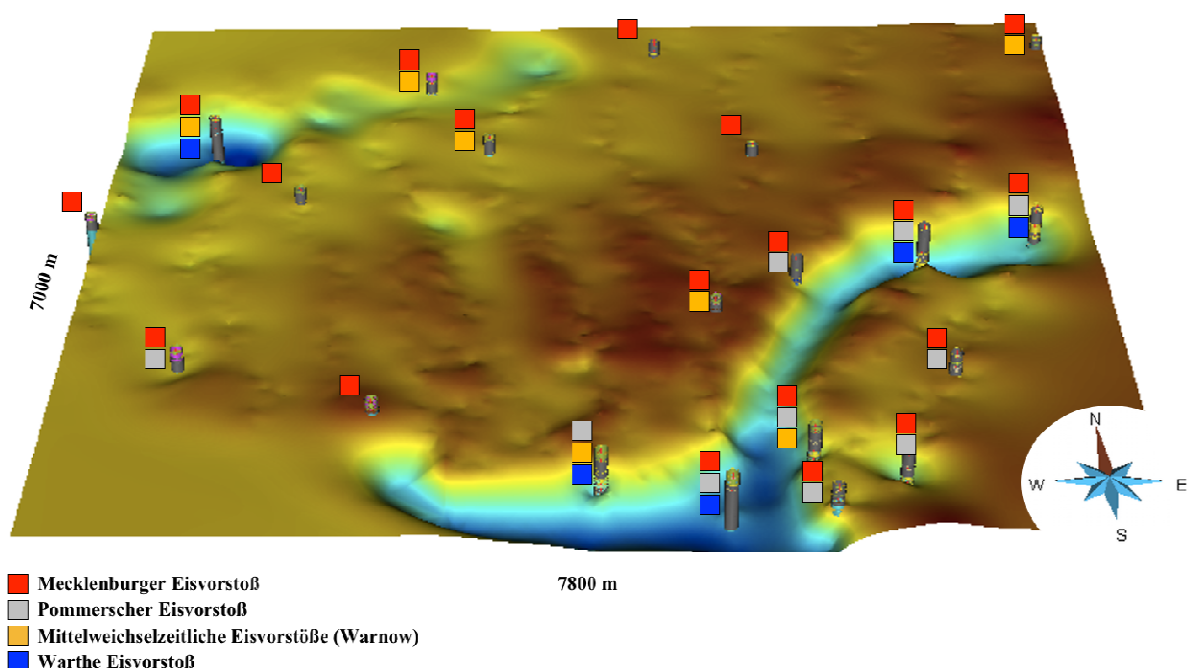 N
W
E
S
7000 m
7800 m
Mecklenburger Eisvorstoß
Pommerscher Eisvorstoß
Mittelweichselzeitliche Eisvorstöße (Warnow)
Warthe Eisvorstoß